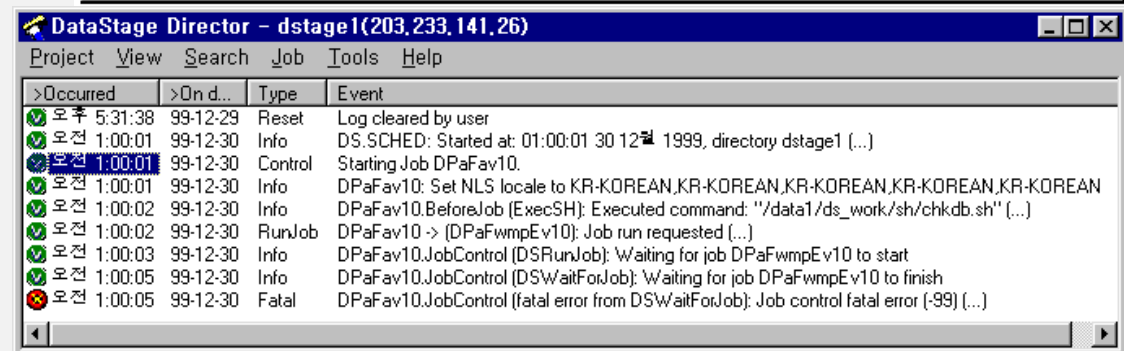 DataStage Director - dstage1(203,233,141,26)
Project View Search Job Tools Help
>Occurred >On d... Type Event
오후 5:31:38 99-12-29 Reset Log cleared by user
오전 1:00:01 99-12-30 Info DS.SCHED: Started at: 01:00:01 30 12월 1999, directory dstage1 (...)
오전 1:00:01 99-12-30 Control Starting Job DPaFav10.
오전 1:00:01 99-12-30 Info DPaFav10: Set NLS locale to KR-KOREAN,KR-KOREAN,KR-KOREAN,KR-KOREAN,KR-KOREAN
오전 1:00:02 99-12-30 Info DPaFav10.BeforeJob (ExecSH): Executed command: "/data1/ds_work/sh/chkdb.sh" (...)
오전 1:00:02 99-12-30 RunJob DPaFav10 -> (DPaFwmpEv10): Job run requested (...)
오전 1:00:03 99-12-30 Info DPaFav10.JobControl (DSRunJob): Waiting for job DPaFwmpEv10 to start
오전 1:00:05 99-12-30 Info DPaFav10.JobControl (DSWaitForJob): Waiting for job DPaFwmpEv10 to finish
오전 1:00:05 99-12-30 Fatal DPaFav10.JobControl (fatal error from DSWaitForJob): Job control fatal error (-99) (...)